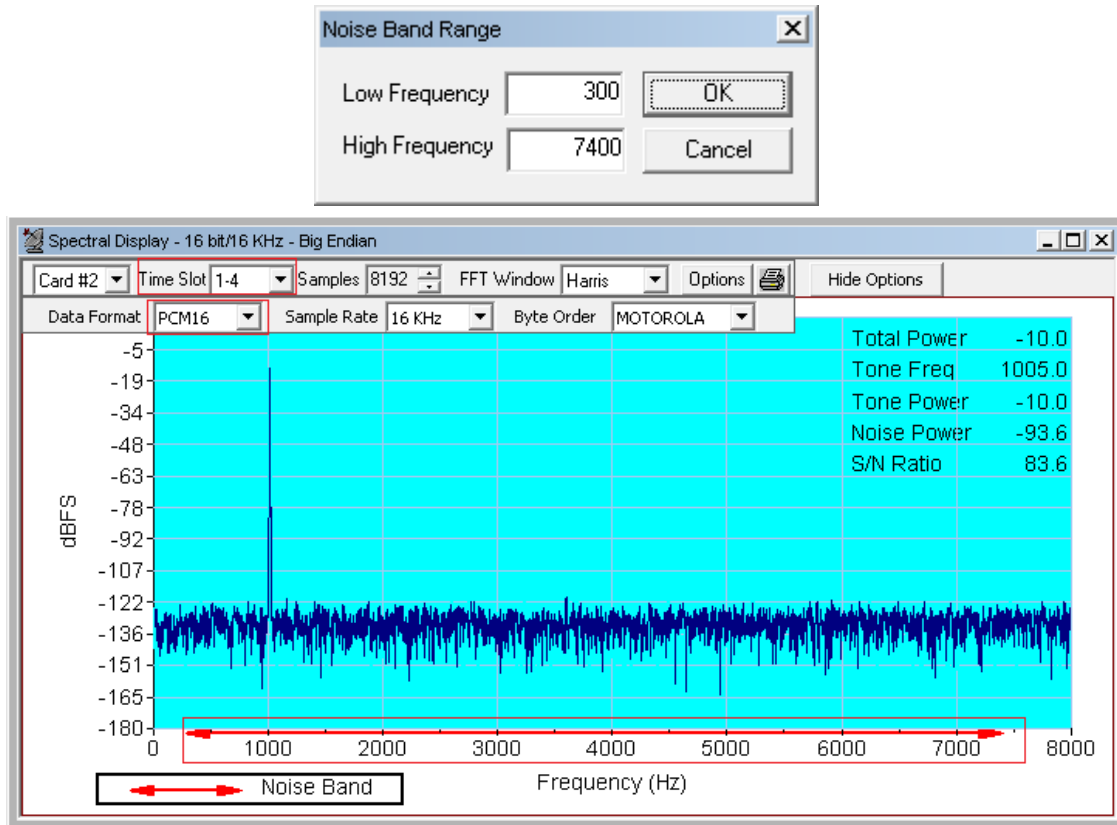 Noise Band Range
Low Frequency 300 OK
High Frequency 7400 Cancel
Spectral Display - 16 bit/16 KHz - Big Endian
Card #2 Time Slot 1-4 Samples 8192 FFT Window Harris Options Hide Options
Data Format PCM16 Sample Rate 16 KHz Byte Order MOTOROLA
Total Power -10.0
Tone Freq 1005.0
Tone Power -10.0
Noise Power -93.6
S/N Ratio 83.6
dBFS
-5
-19
-34
-48
-63
-78
-92
-107
-122
-136
-151
-165
-180
0 1000 2000 3000 4000 5000 6000 7000 8000
Frequency (Hz)
Noise Band